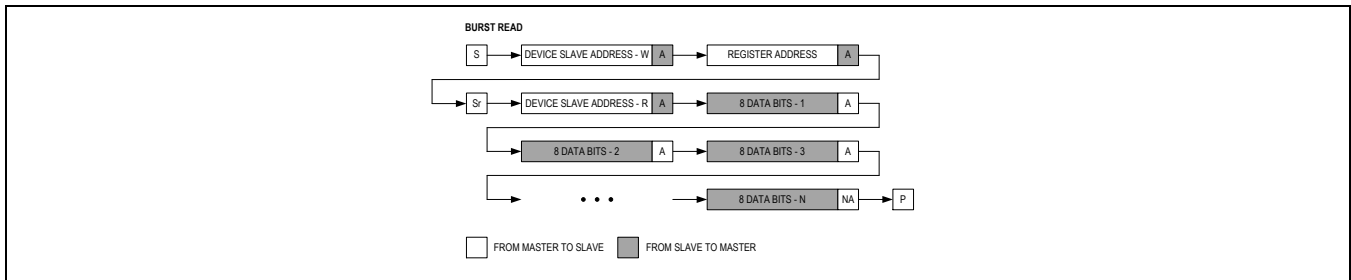 BURST READ
S DEVICE SLAVE ADDRESS - W A REGISTER ADDRESS A
Sr DEVICE SLAVE ADDRESS - R A 8 DATA BITS - 1 A
8 DATA BITS - 2 A 8 DATA BITS - 3 A
• • • 8 DATA BITS - N NA P
FROM MASTER TO SLAVE FROM SLAVE TO MASTER